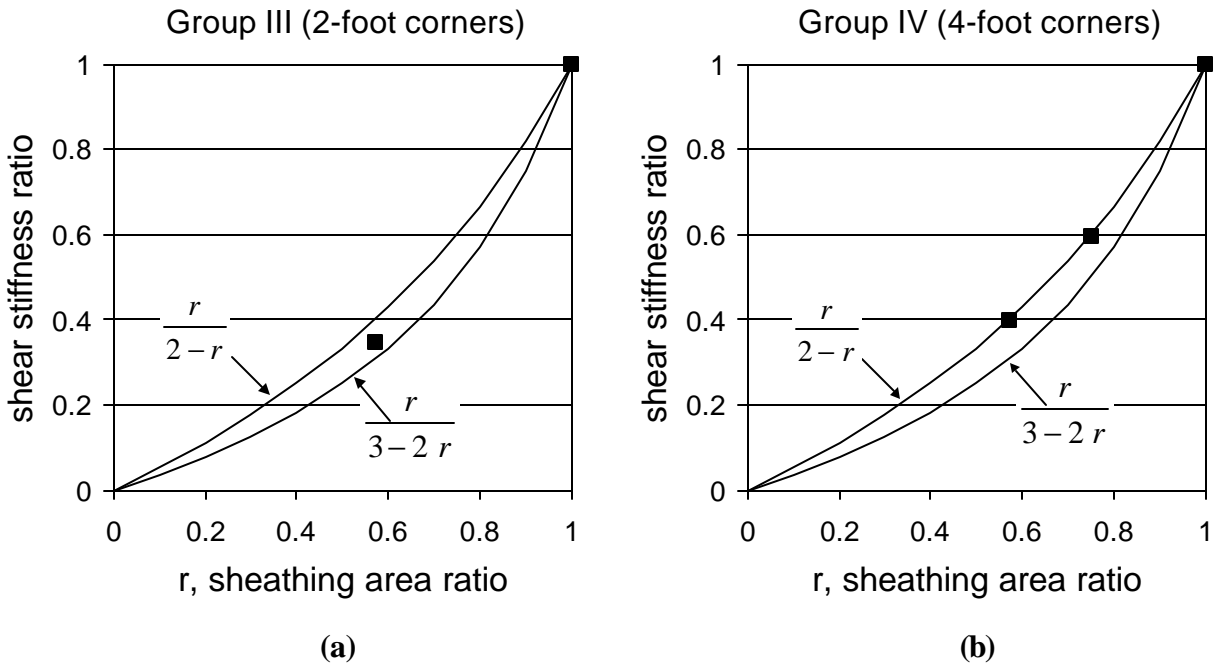 Group III (2-foot corners)
1
0.8
0.6
0.4
0.2
0
0 0.2 0.4 0.6 0.8 1
shear stiffness ratio
r, sheathing area ratio
r
2 – r
r
3 – 2 r
(a)
Group IV (4-foot corners)
1
0.8
0.6
0.4
0.2
0
0 0.2 0.4 0.6 0.8 1
shear stiffness ratio
r, sheathing area ratio
r
2 – r
r
3 – 2 r
(b)